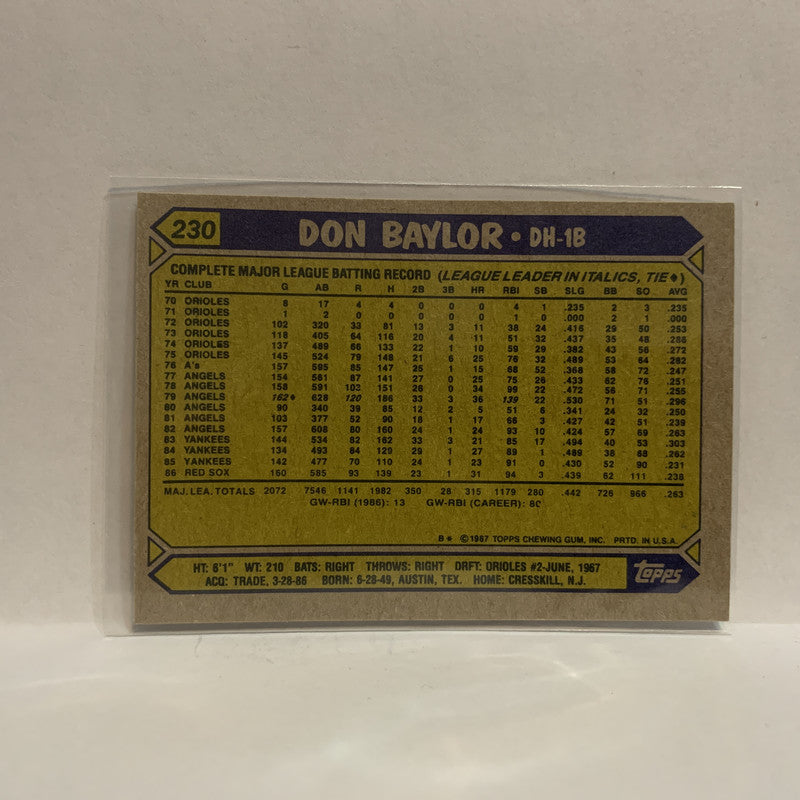 230 DON BAYLOR • DH-1B
COMPLETE MAJOR LEAGUE BATTING RECORD (LEAGUE LEADER IN ITALICS, TIE♦)
YR CLUB G AB R H 2B 3B HR RBI SB SLG BB SO AVG
70 ORIOLES 8 17 4 4 0 0 0 4 1 .235 2 3 .235
71 ORIOLES 1 2 0 0 0 0 0 1 0 .000 2 1 .000
72 ORIOLES 102 320 33 81 13 3 11 38 24 .416 29 50 .253
73 ORIOLES 118 405 64 116 20 4 11 51 32 .437 35 48 .286
74 ORIOLES 137 489 66 133 22 1 10 59 29 .382 43 56 .272
75 ORIOLES 145 524 79 148 21 6 25 76 32 .489 53 64 .282
76 A's 157 595 85 147 25 1 15 68 52 .368 58 72 .247
77 ANGELS 154 561 87 141 27 0 25 75 26 .433 62 76 .251
78 ANGELS 158 591 103 151 26 0 34 99 22 .472 56 71 .255
79 ANGELS 162♦ 628 120 186 33 3 36 139 22 .530 71 51 .296
80 ANGELS 90 340 39 85 12 2 5 51 6 .341 24 32 .250
81 ANGELS 103 377 52 90 18 1 17 66 3 .427 42 51 .239
82 ANGELS 157 608 80 160 24 1 24 93 10 .424 57 69 .263
83 YANKEES 144 534 82 162 33 3 21 85 17 .494 40 53 .303
84 YANKEES 134 493 84 129 29 1 27 89 1 .489 38 68 .262
85 YANKEES 142 477 70 110 24 1 23 91 0 .430 52 90 .231
86 RED SOX 160 585 93 139 23 1 31 94 3 .439 62 111 .238
MAJ. LEA. TOTALS 2072 7546 1141 1982 350 28 315 1179 280 .442 726 966 .263
GW-RBI (1986): 13 GW-RBI (CAREER): 80
B* ©1987 TOPPS CHEWING GUM, INC. PRTD. IN U.S.A.
HT: 6'1" WT: 210 BATS: RIGHT THROWS: RIGHT DRFT: ORIOLES #2-JUNE, 1967
ACQ: TRADE, 3-28-86 BORN: 6-28-49, AUSTIN, TEX. HOME: CRESSKILL, N.J.
topps